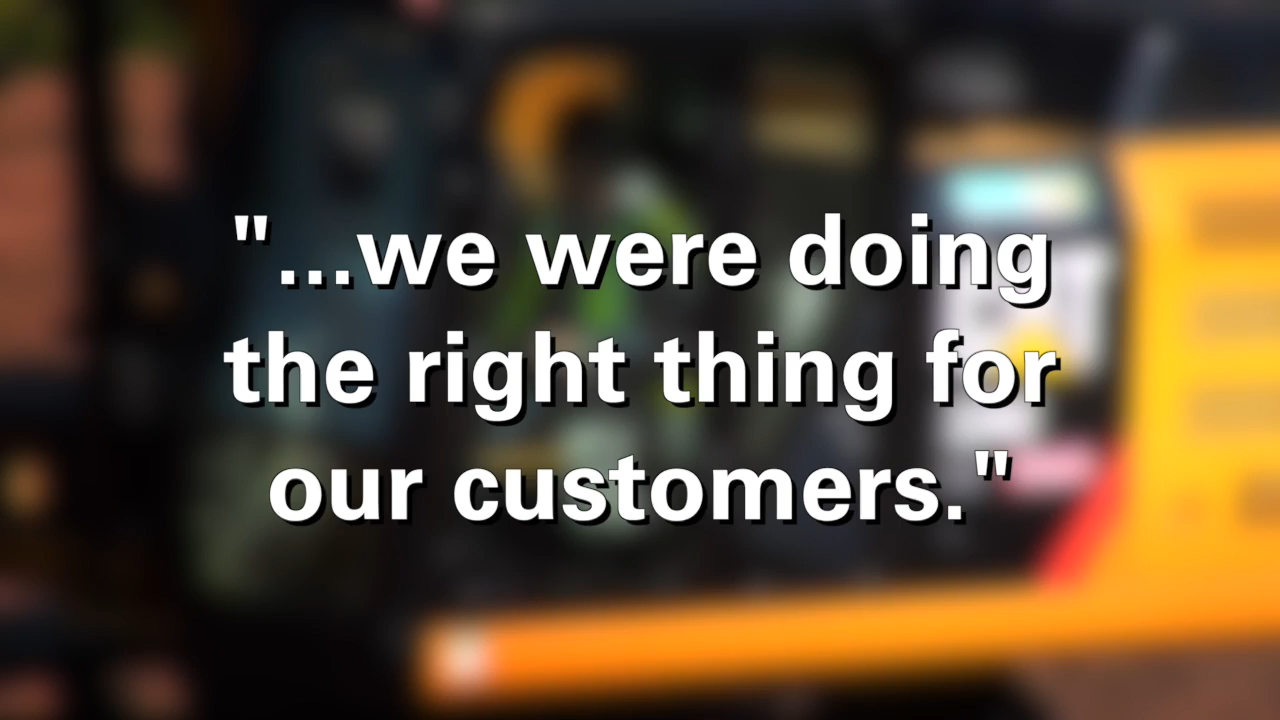 "...we were doing
the right thing for
our customers."